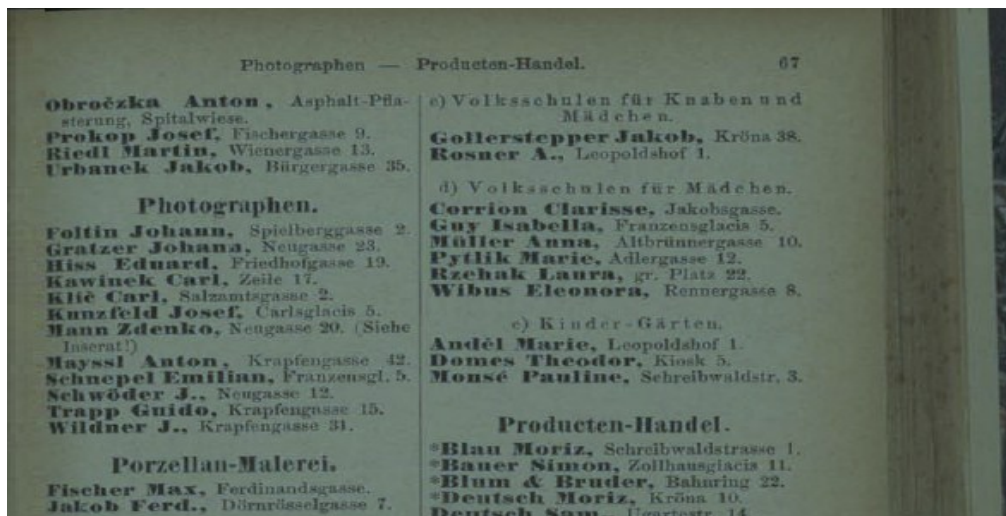 Photographen — Producten-Handel. 67
Obročzka Anton, Asphalt-Pfla-
sterung, Spitalwiese.
Prokop Josef, Fischergasse 9.
Riedl Martin, Wienergasse 13.
Urbanek Jakob, Bürgergasse 35.
Photographen.
Foltin Johann, Spielberggasse 2.
Gratzer Johana, Neugasse 23.
Hiss Eduard, Friedhofgasse 19.
Kawinek Carl, Zeile 17.
Klič Carl, Salzamtsgasse 2.
Kunzfeld Josef, Carlsglacis 5.
Mann Zdenko, Neugasse 20. (Siehe
Inserat!)
Mayssl Anton, Krapfengasse 42.
Schnepel Emilian, Franzensgl. 5.
Schwöder J., Neugasse 12.
Trapp Guido, Krapfengasse 15.
Wildner J., Krapfengasse 31.
Porzellan-Malerei.
Fischer Max, Ferdinandsgasse.
Jakob Ferd., Dörnrösselgasse 7.
c) Volksschulen für Knaben und
Mädchen.
Gollerstepper Jakob, Kröna 38.
Rosner A., Leopoldshof 1.
d) Volksschulen für Mädchen.
Corrion Clarisse, Jakobsgasse.
Guy Isabella, Franzensglacis 5.
Müller Anna, Altbrünnergasse 10.
Pytlik Marie, Adlergasse 12.
Rzehak Laura, gr. Platz 22.
Wibus Eleonora, Rennergasse 8.
e) Kinder-Gärten.
Anděl Marie, Leopoldshof 1.
Domes Theodor, Kiosk 5.
Monsé Pauline, Schreibwaldstr. 3.
Producten-Handel.
*Blau Moriz, Schreibwaldstrasse 1.
*Bauer Simon, Zollhausglacis 11.
*Blum & Bruder, Bahnring 22.
*Deutsch Moriz, Kröna 10.
Deutsch Sam., Ugartestr. 14.